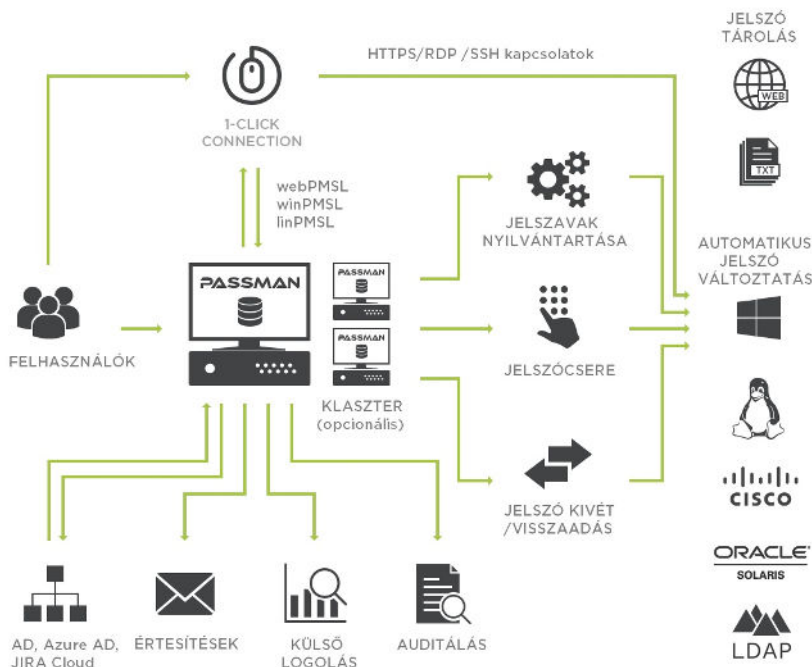 JELSZÓ
TÁROLÁS
WEB
TXT
HTTPS/RDP /SSH kapcsolatok
1-CLICK
CONNECTION
webPMSL
winPMSL
linPMSL
JELSZAVAK
NYILVÁNTARTÁSA
AUTOMATIKUS
JELSZÓ
VÁLTOZTATÁS
PASSMAN
PASSMAN
PASSMAN
FELHASZNÁLÓK
JELSZÓCSERE
KLASZTER
(opcionális)
JELSZÓ KIVÉT
/VISSZAADÁS
CISCO
ORACLE®
SOLARIS
LDAP
AD, Azure AD,
JIRA Cloud
ÉRTESÍTÉSEK
KÜLSŐ
LOGOLÁS
AUDITÁLÁS